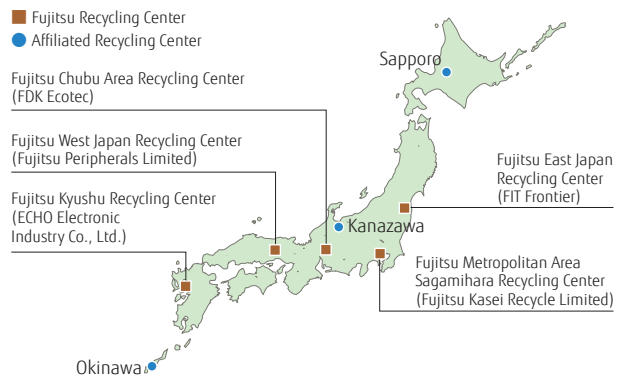 Fujitsu Recycling Center
Affiliated Recycling Center
Sapporo
Fujitsu Chubu Area Recycling Center
(FDK Ecotec)
Fujitsu West Japan Recycling Center
(Fujitsu Peripherals Limited)
Fujitsu East Japan
Recycling Center
(FIT Frontier)
Fujitsu Kyushu Recycling Center
(ECHO Electronic
Industry Co., Ltd.)
Kanazawa
Fujitsu Metropolitan Area
Sagamihara Recycling Center
(Fujitsu Kasei Recycle Limited)
Okinawa